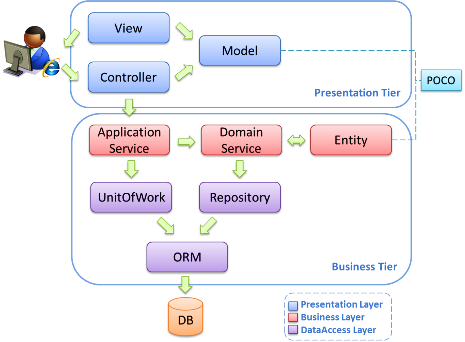 View
Model
Controller
POCO
Presentation Tier
Application
Service
Domain
Service
Entity
UnitOfWork
Repository
ORM
Business Tier
DB
Presentation Layer
Business Layer
DataAccess Layer